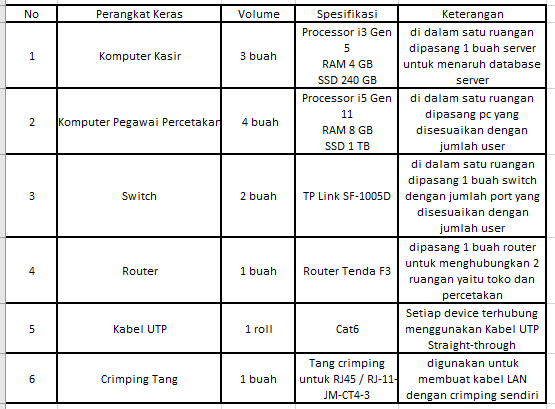 No Perangkat Keras Volume Spesifikasi Keterangan
1 Komputer Kasir 3 buah
Processor i3 Gen
5
RAM 4 GB
SSD 240 GB
di dalam satu ruangan
dipasang 1 buah server
untuk menaruh database
server
2 Komputer Pegawai Percetakan 4 buah
Processor i5 Gen
11
RAM 8 GB
SSD 1 TB
di dalam satu ruangan
dipasang pc yang
disesuaikan dengan
jumlah user
3 Switch 2 buah TP Link SF-1005D
di dalam satu ruangan
dipasang 1 buah switch
dengan jumlah port yang
disesuaikan dengan
jumlah user
4 Router 1 buah Router Tenda F3
dipasang 1 buah router
untuk menghubungkan 2
ruangan yaitu toko dan
percetakan
5 Kabel UTP 1 roll Cat6
Setiap device terhubung
menggunakan Kabel UTP
Straight-through
6 Crimping Tang 1 buah
Tang crimping
untuk RJ45 / RJ-11-
JM-CT4-3
digunakan untuk
membuat kabel LAN
dengan crimping sendiri